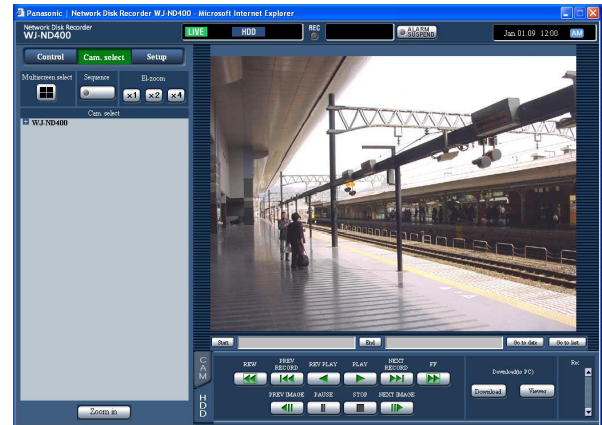 Panasonic | Network Disk Recorder WJ-ND400 - Microsoft Internet Explorer
Network Disk Recorder
WJ-ND400
LIVE HDD REC ALARM SUSPEND Jan.01.09 12:00 AM
Control Cam. select Setup
Multiscreen select Sequence El-zoom
x1 x2 x4
Cam. select
WJ-ND400
Start End Go to date Go to last
CAM
HDD
REW PREV RECORD REV PLAY PLAY NEXT RECORD FF
PREV IMAGE PAUSE STOP NEXT IMAGE
Download(to PC)
Download Viewer
Rec
Zoom in